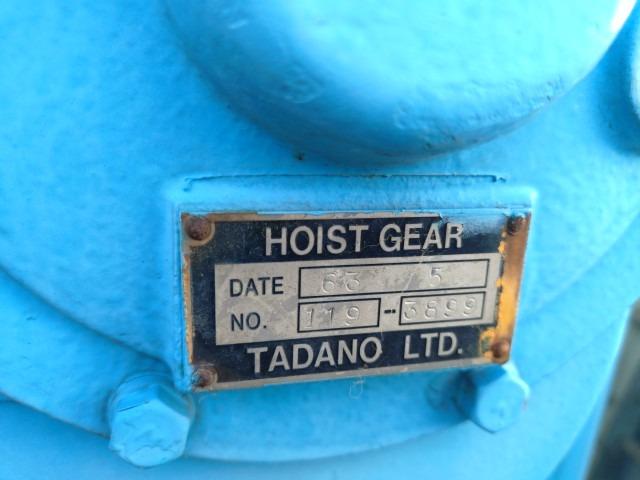 HOIST GEAR
DATE 63 5
NO. 119-3899
TADANO LTD.